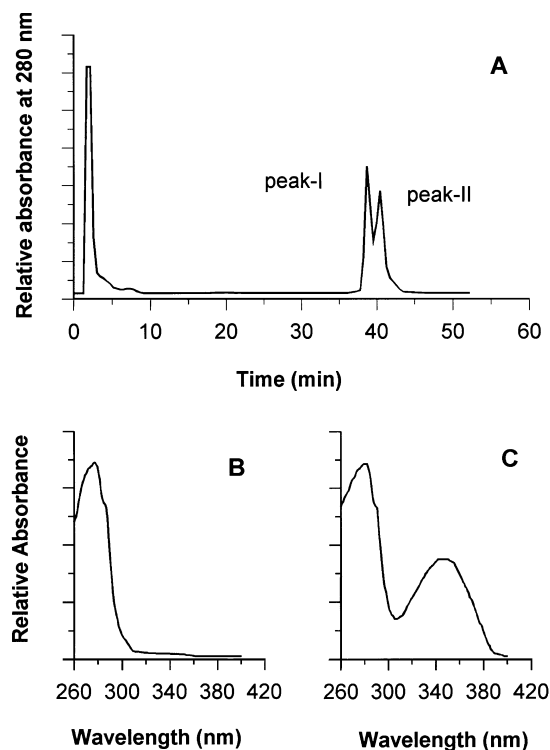 A
Relative absorbance at 280 nm
peak-I
peak-II
0 10 20 30 40 50 60
Time (min)
B
C
Relative Absorbance
260 300 340 380 420
260 300 340 380 420
Wavelength (nm)
Wavelength (nm)